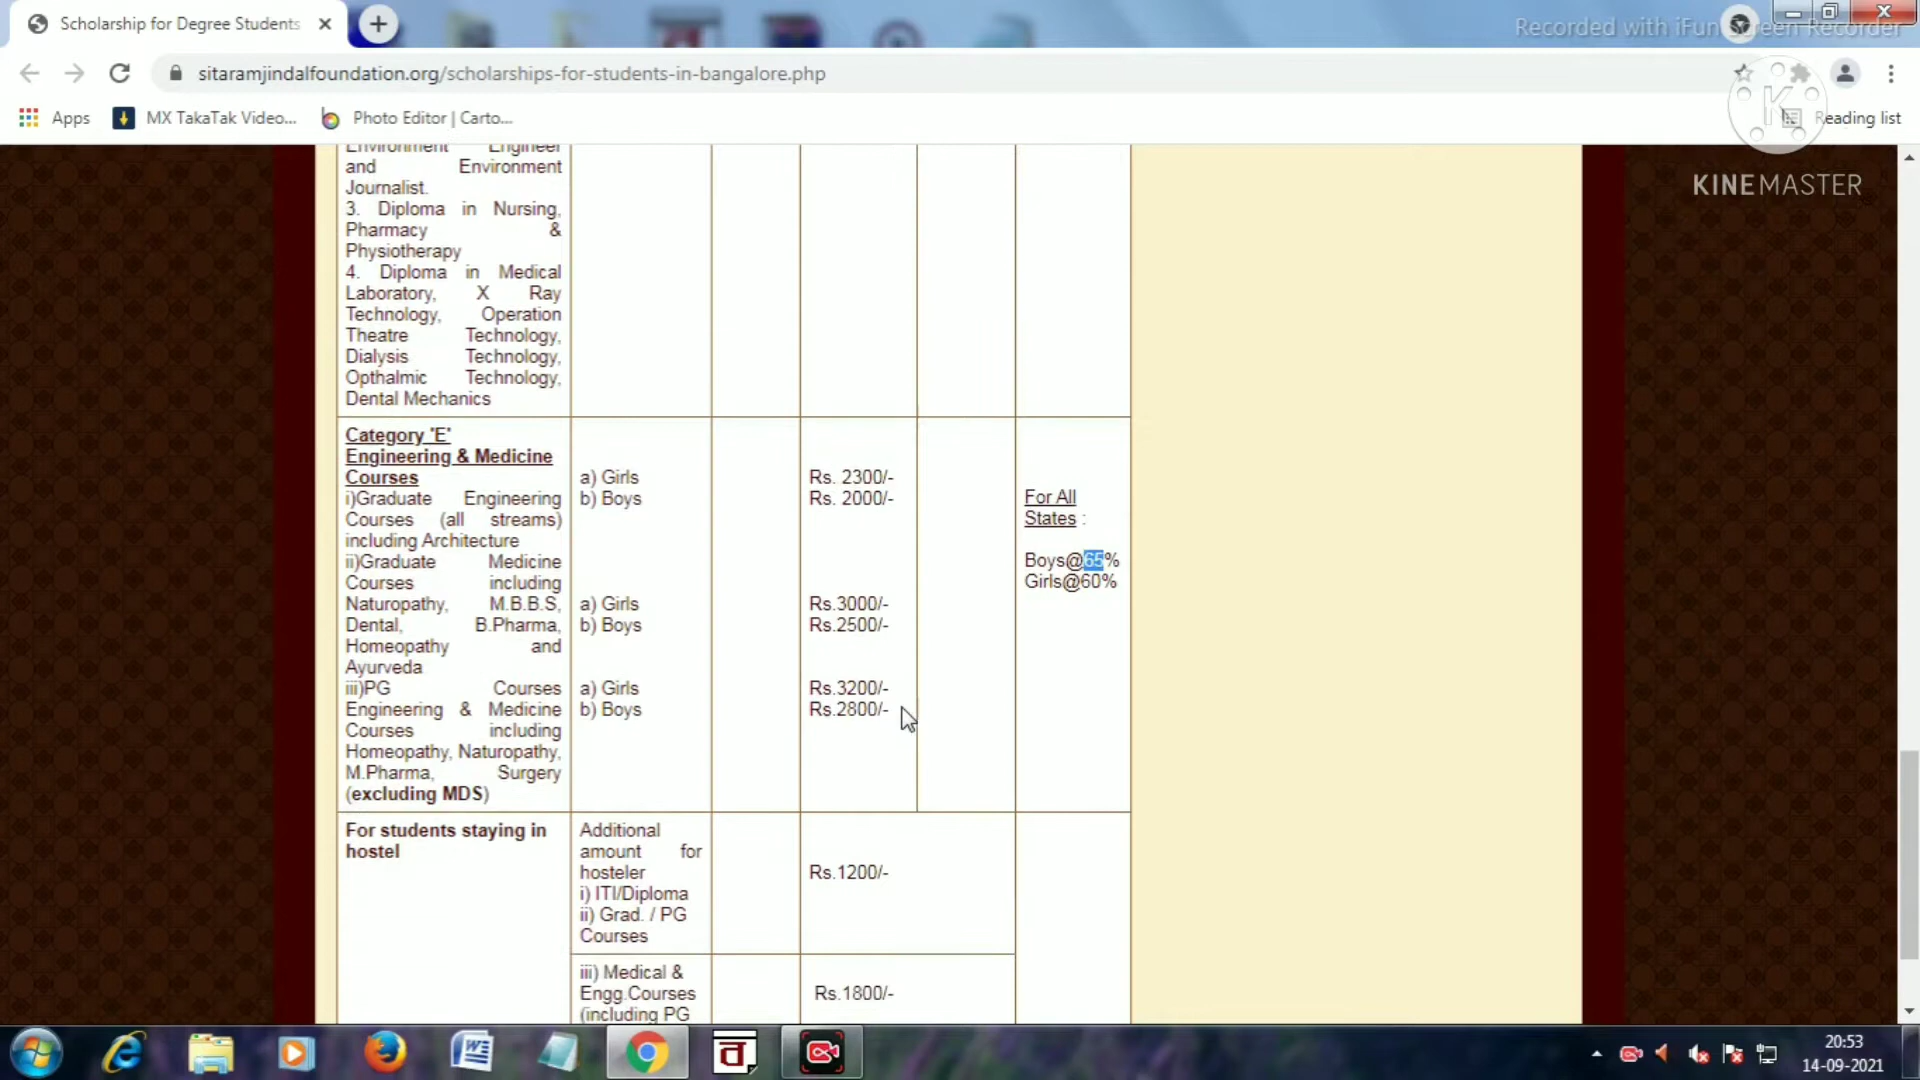 Scholarship for Degree Students
Recorded with iFun Screen Recorder
sitaramjindalfoundation.org/scholarships-for-students-in-bangalore.php
Apps
MX TakaTak Video...
Photo Editor | Carto...
Reading list
K
KINEMASTER
Environment Engineer
and Environment
Journalist.
3. Diploma in Nursing,
Pharmacy &
Physiotherapy
4. Diploma in Medical
Laboratory, X Ray
Technology, Operation
Theatre Technology,
Dialysis Technology,
Opthalmic Technology,
Dental Mechanics
Category 'E'
Engineering & Medicine
Courses
i)Graduate Engineering
Courses (all streams)
including Architecture
ii)Graduate Medicine
Courses including
Naturopathy, M.B.B.S,
Dental, B.Pharma,
Homeopathy and
Ayurveda
iii)PG Courses
Engineering & Medicine
Courses including
Homeopathy, Naturopathy,
M.Pharma, Surgery
(excluding MDS)
a) Girls
b) Boys
a) Girls
b) Boys
a) Girls
b) Boys
Rs. 2300/-
Rs. 2000/-
Rs.3000/-
Rs.2500/-
Rs.3200/-
Rs.2800/-
For All
States :
Boys@65%
Girls@60%
For students staying in
hostel
Additional
amount for
hosteler
i) ITI/Diploma
ii) Grad. / PG
Courses
Rs.1200/-
iii) Medical &
Engg.Courses
(including PG
Rs.1800/-
20:53
14-09-2021